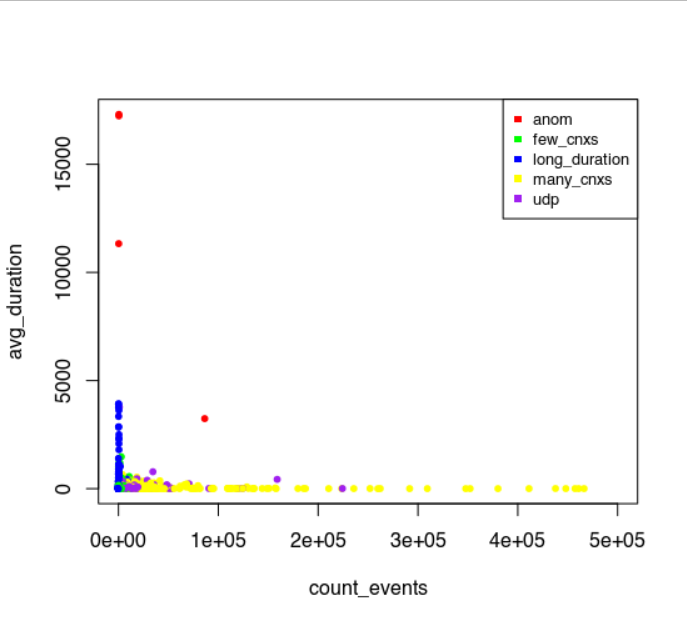 anom
few_cnxs
long_duration
many_cnxs
udp
avg_duration
15000
10000
5000
0
0e+00 1e+05 2e+05 3e+05 4e+05 5e+05
count_events